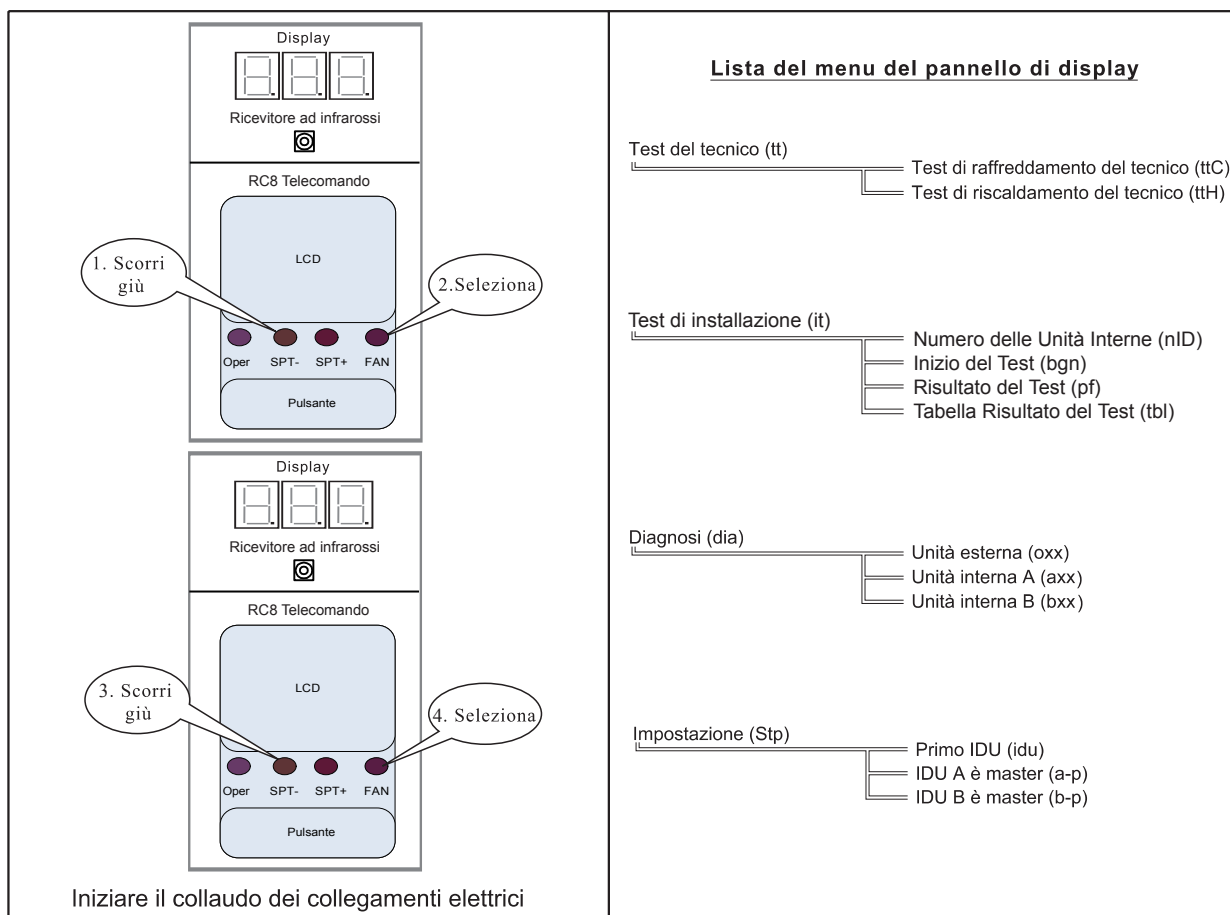 Display
Ricevitore ad infrarossi
RC8 Telecomando
LCD
1. Scorri
giù
2.Seleziona
Oper SPT- SPT+ FAN
Pulsante
Display
Ricevitore ad infrarossi
RC8 Telecomando
LCD
3. Scorri
giù
4. Seleziona
Oper SPT- SPT+ FAN
Pulsante
Iniziare il collaudo dei collegamenti elettrici
Lista del menu del pannello di display
Test del tecnico (tt)
Test di raffreddamento del tecnico (ttC)
Test di riscaldamento del tecnico (ttH)
Test di installazione (it)
Numero delle Unità Interne (nID)
Inizio del Test (bgn)
Risultato del Test (pf)
Tabella Risultato del Test (tbl)
Diagnosi (dia)
Unità esterna (oxx)
Unità interna A (axx)
Unità interna B (bxx)
Impostazione (Stp)
Primo IDU (idu)
IDU A è master (a-p)
IDU B è master (b-p)